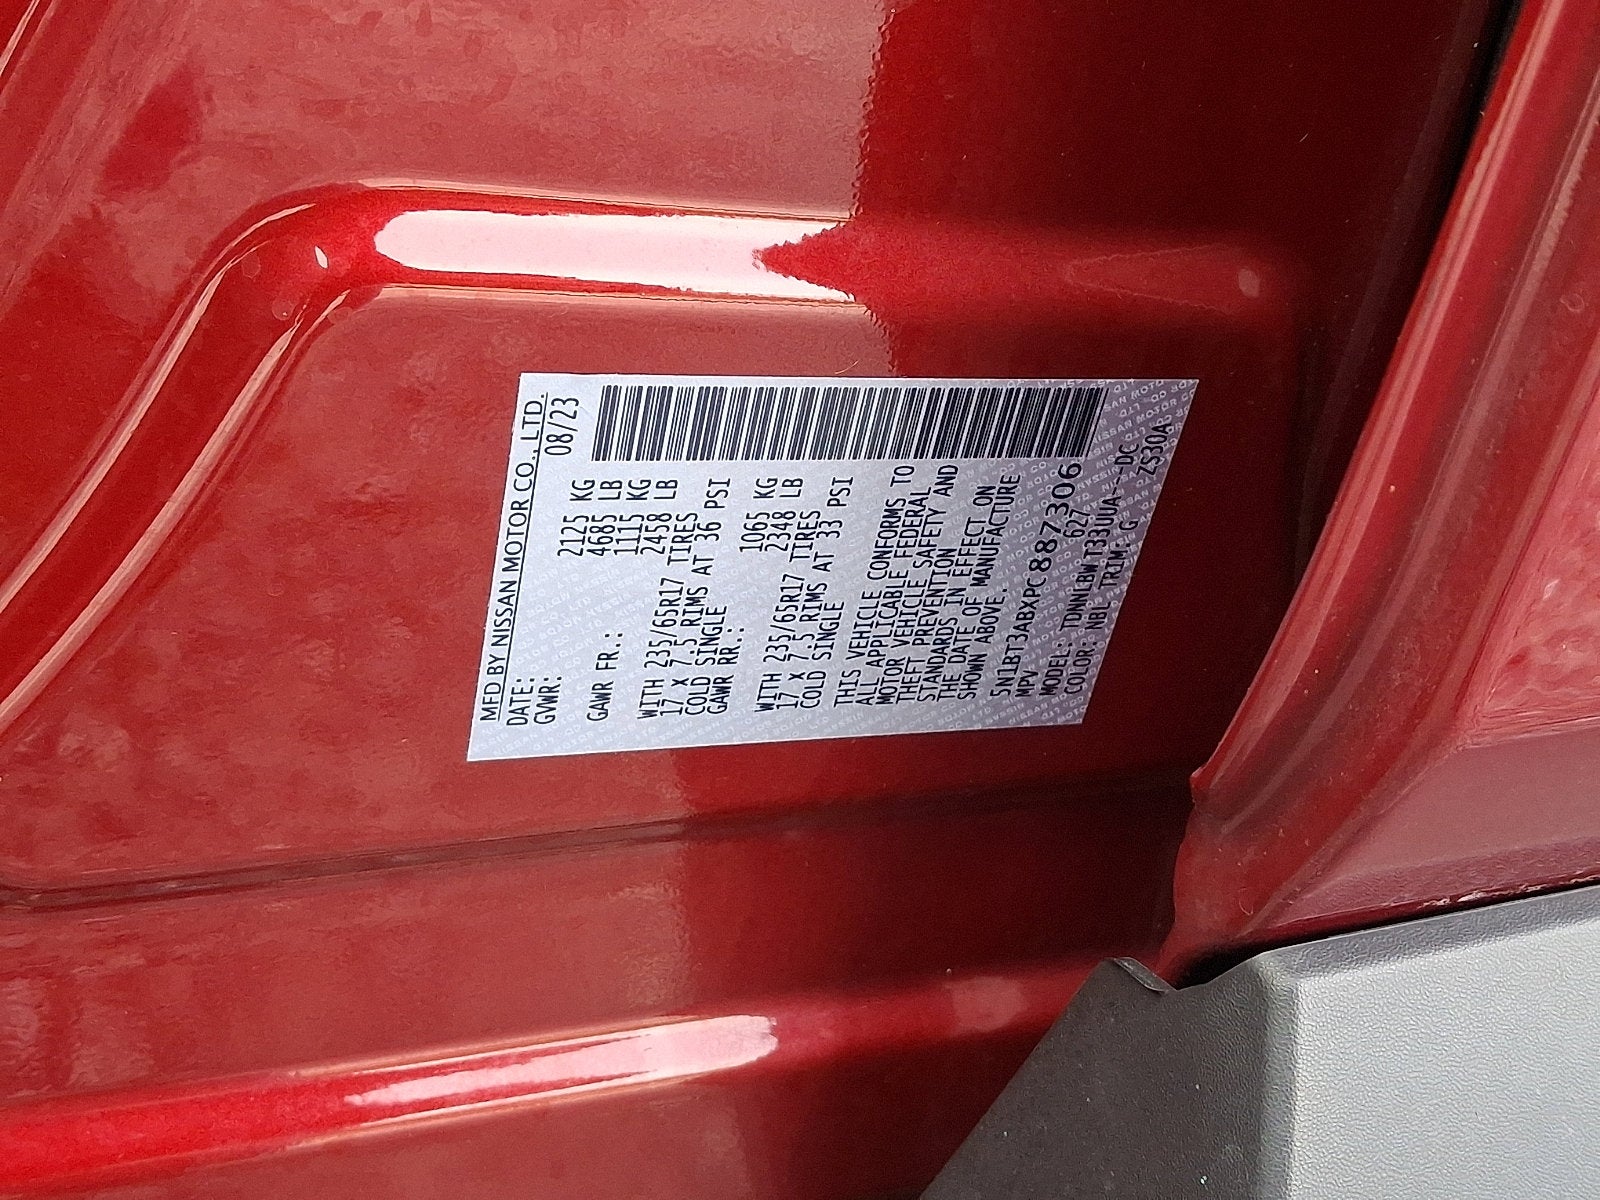 MFD BY NISSAN MOTOR CO., LTD.
DATE: 08/23
GVWR: 2125 KG
4685 LB
GAWR FR.: 1115 KG
2458 LB
WITH 235/65R17 TIRES
17 X 7.5 RIMS AT 36 PSI
COLD SINGLE
GAWR RR.: 1065 KG
2348 LB
WITH 235/65R17 TIRES
17 X 7.5 RIMS AT 33 PSI
COLD SINGLE
THIS VEHICLE CONFORMS TO
ALL APPLICABLE FEDERAL
MOTOR VEHICLE SAFETY AND
THEFT PREVENTION
STANDARDS IN EFFECT ON
THE DATE OF MANUFACTURE
SHOWN ABOVE.
5N1BT3ABXPC887306
MPV 627
MODEL: TDNNLBWT33UUA--DC
COLOR: NBL TRIM: G ZS30A